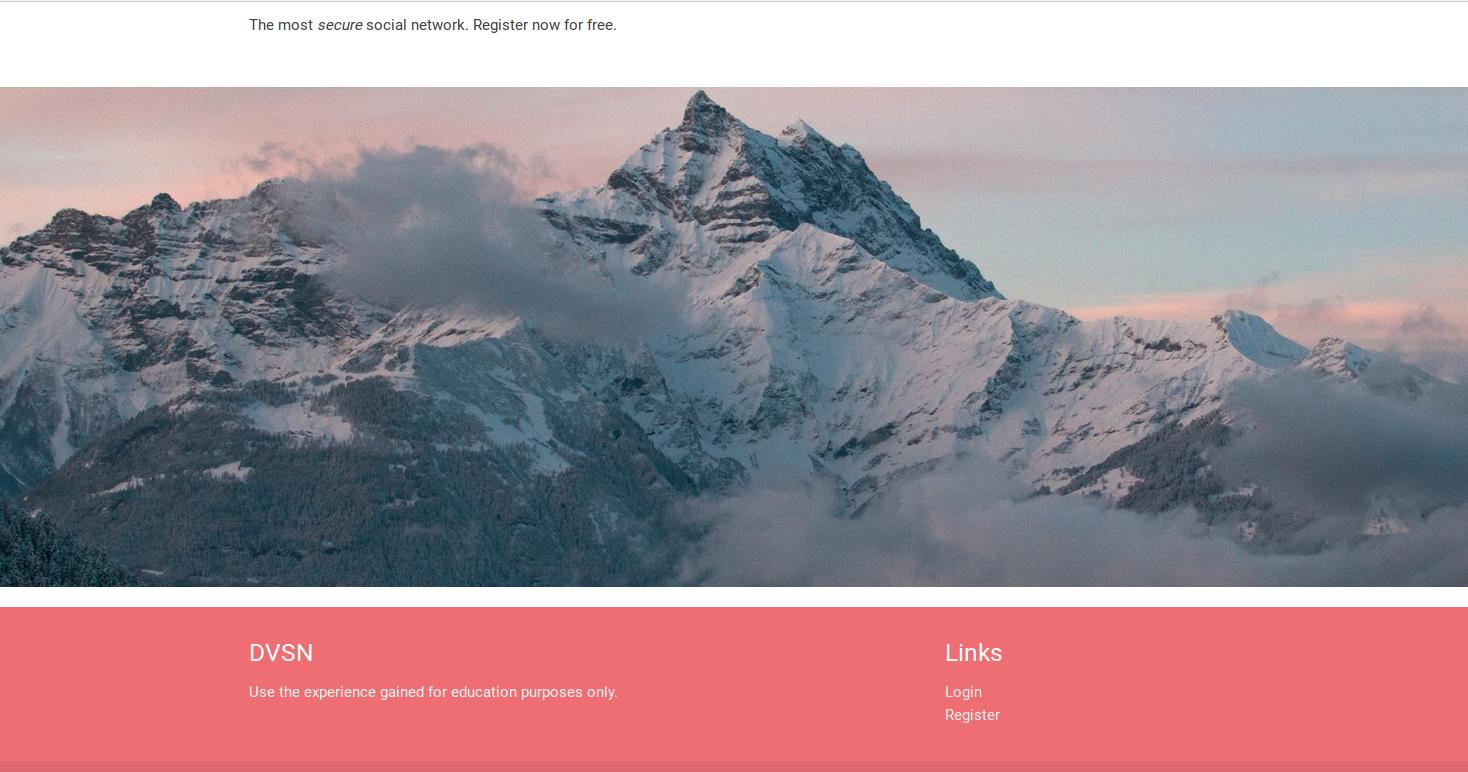 The most secure social network. Register now for free.
DVSN
Use the experience gained for education purposes only.
Links
Login
Register